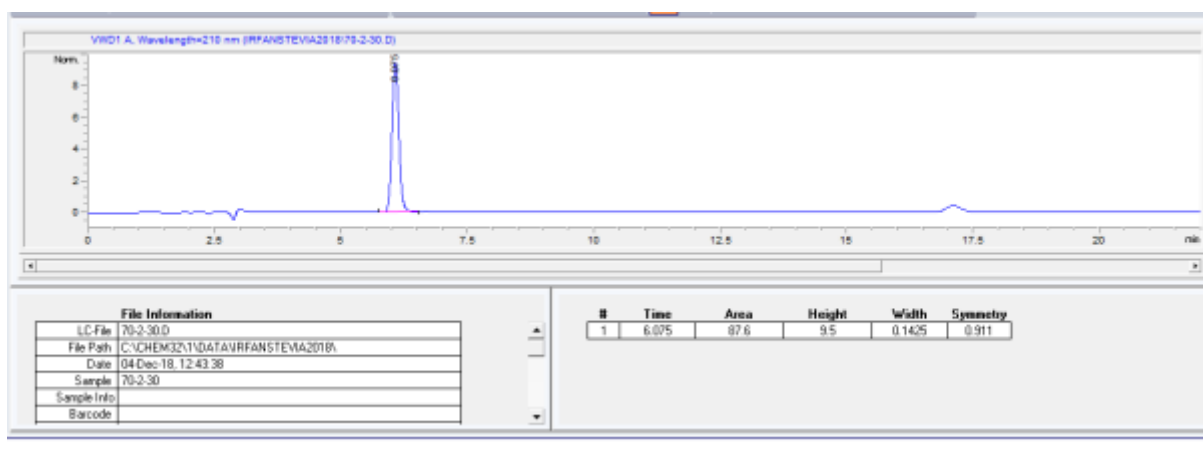 VWD1 A, Wavelength=210 nm (IRFANSTEVIA2018\70-2-30.D)
Norm.
6.075
8
6
4
2
0
0 2.5 5 7.5 10 12.5 15 17.5 20 min
File Information
LC-File 70-2-30.D
File Path C:\CHEM32\1\DATA\IRFANSTEVIA2018\
Date 04-Dec-18, 12:43:38
Sample 70-2-30
Sample Info
Barcode
# Time Area Height Width Symmetry
1 6.075 87.6 9.5 0.1425 0.911